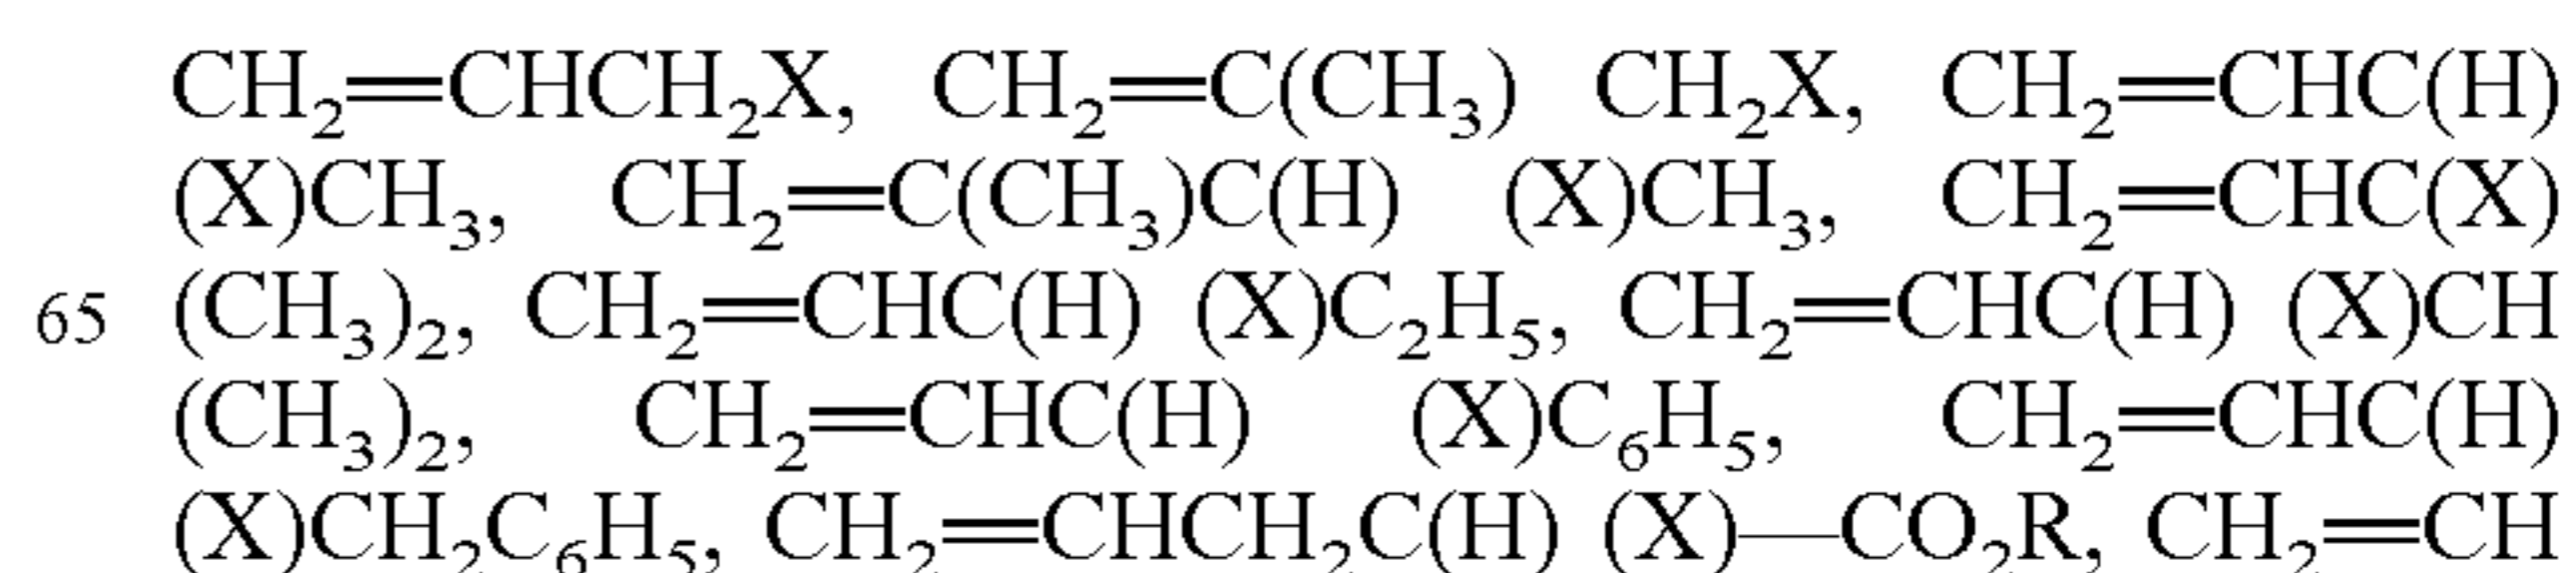 CH₂=CHCH₂X, CH₂=C(CH₃) CH₂X, CH₂=CHC(H)
(X)CH₃, CH₂=C(CH₃)C(H) (X)CH₃, CH₂=CHC(X)
65 (CH₃)₂, CH₂=CHC(H) (X)C₂H₅, CH₂=CHC(H) (X)CH
(CH₃)₂, CH₂=CHC(H) (X)C₆H₅, CH₂=CHC(H)
(X)CH₂C₆H₅, CH₂=CHCH₂C(H) (X)—CO₂R, CH₂=CH